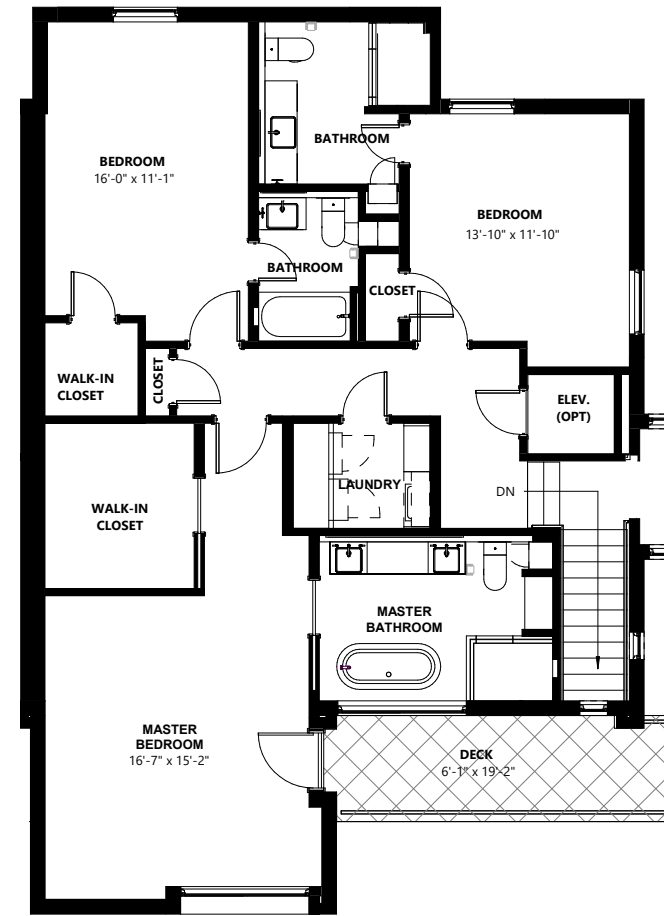 BATHROOM
BEDROOM
16'-0" x 11'-1"
BEDROOM
13'-10" x 11'-10"
BATHROOM
CLOSET
WALK-IN
CLOSET
CLOSET
ELEV.
(OPT)
LAUNDRY
DN
WALK-IN
CLOSET
MASTER
BATHROOM
MASTER
BEDROOM
16'-7" x 15'-2"
DECK
6'-1" x 19'-2"